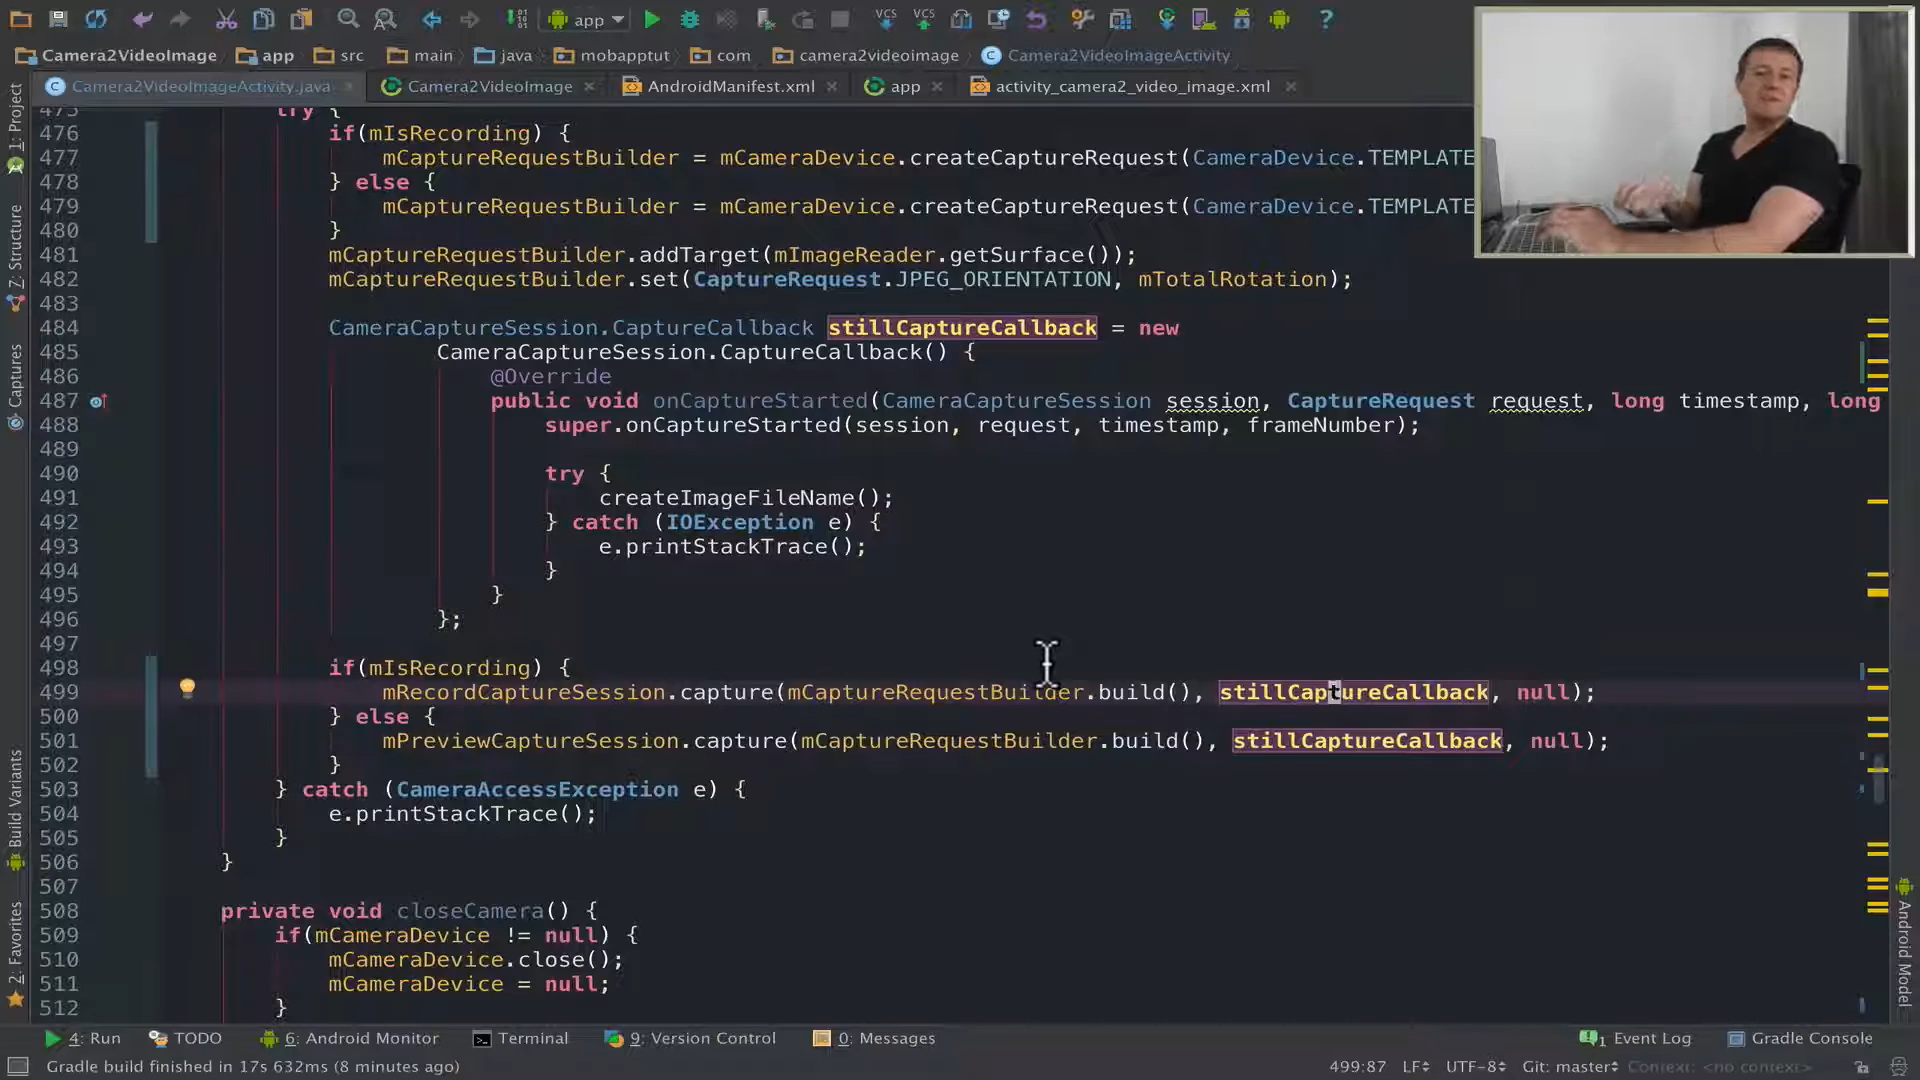 app
Camera2VideoImage
app
src
main
java
mobapptut
com
camera2videoimage
Camera2VideoImageActivity
Camera2VideoImageActivity.java
Camera2VideoImage
AndroidManifest.xml
app
activity_camera2_video_image.xml
1: Project
7: Structure
Captures
Build Variants
2: Favorites
Android Model
475 try {
476 if(mIsRecording) {
477 mCaptureRequestBuilder = mCameraDevice.createCaptureRequest(CameraDevice.TEMPLATE
478 } else {
479 mCaptureRequestBuilder = mCameraDevice.createCaptureRequest(CameraDevice.TEMPLATE
480 }
481 mCaptureRequestBuilder.addTarget(mImageReader.getSurface());
482 mCaptureRequestBuilder.set(CaptureRequest.JPEG_ORIENTATION, mTotalRotation);
483
484 CameraCaptureSession.CaptureCallback stillCaptureCallback = new
485 CameraCaptureSession.CaptureCallback() {
486 @Override
487 public void onCaptureStarted(CameraCaptureSession session, CaptureRequest request, long timestamp, long
488 super.onCaptureStarted(session, request, timestamp, frameNumber);
489
490 try {
491 createImageFileName();
492 } catch (IOException e) {
493 e.printStackTrace();
494 }
495 }
496 };
497
498 if(mIsRecording) {
499 mRecordCaptureSession.capture(mCaptureRequestBuilder.build(), stillCaptureCallback, null);
500 } else {
501 mPreviewCaptureSession.capture(mCaptureRequestBuilder.build(), stillCaptureCallback, null);
502 }
503 } catch (CameraAccessException e) {
504 e.printStackTrace();
505 }
506 }
507
508 private void closeCamera() {
509 if(mCameraDevice != null) {
510 mCameraDevice.close();
511 mCameraDevice = null;
512 }
4: Run
TODO
6: Android Monitor
Terminal
9: Version Control
0: Messages
1 Event Log
Gradle Console
Gradle build finished in 17s 632ms (8 minutes ago)
499:87
LF
UTF-8
Git: master
Context: <no context>